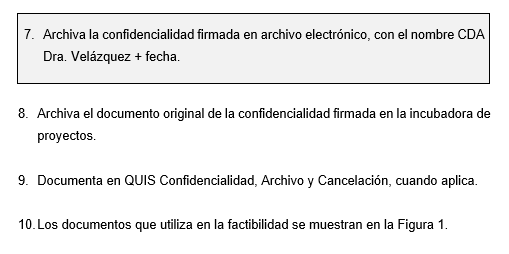 7. Archiva la confidencialidad firmada en archivo electrónico, con el nombre CDA
Dra. Velázquez + fecha.
8. Archiva el documento original de la confidencialidad firmada en la incubadora de
proyectos.
9. Documenta en QUIS Confidencialidad, Archivo y Cancelación, cuando aplica.
10. Los documentos que utiliza en la factibilidad se muestran en la Figura 1.